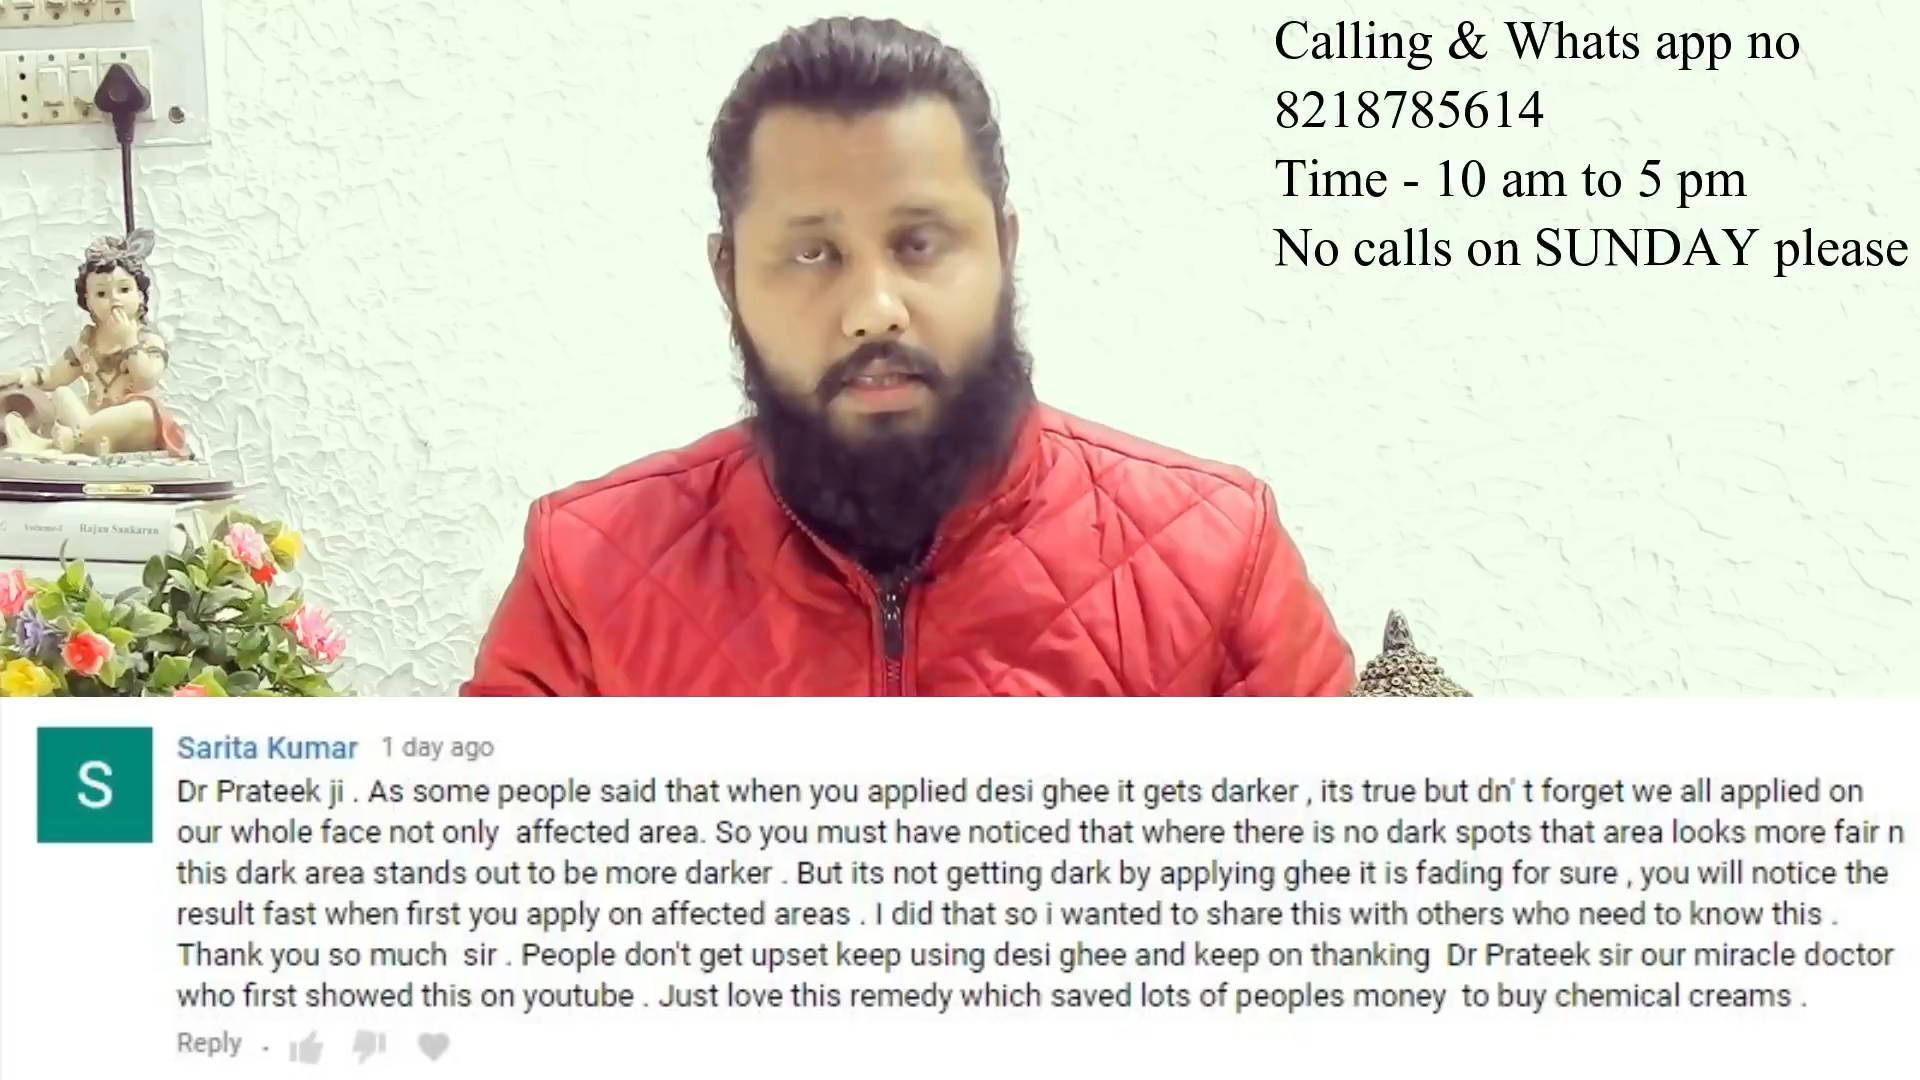 Calling & Whats app no
8218785614
Time - 10 am to 5 pm
No calls on SUNDAY please
Volume-I Rajan Sankaran
S
Sarita Kumar 1 day ago
Dr Prateek ji . As some people said that when you applied desi ghee it gets darker , its true but dn' t forget we all applied on
our whole face not only affected area. So you must have noticed that where there is no dark spots that area looks more fair n
this dark area stands out to be more darker . But its not getting dark by applying ghee it is fading for sure , you will notice the
result fast when first you apply on affected areas . I did that so i wanted to share this with others who need to know this .
Thank you so much sir . People don't get upset keep using desi ghee and keep on thanking Dr Prateek sir our miracle doctor
who first showed this on youtube . Just love this remedy which saved lots of peoples money to buy chemical creams .
Reply .